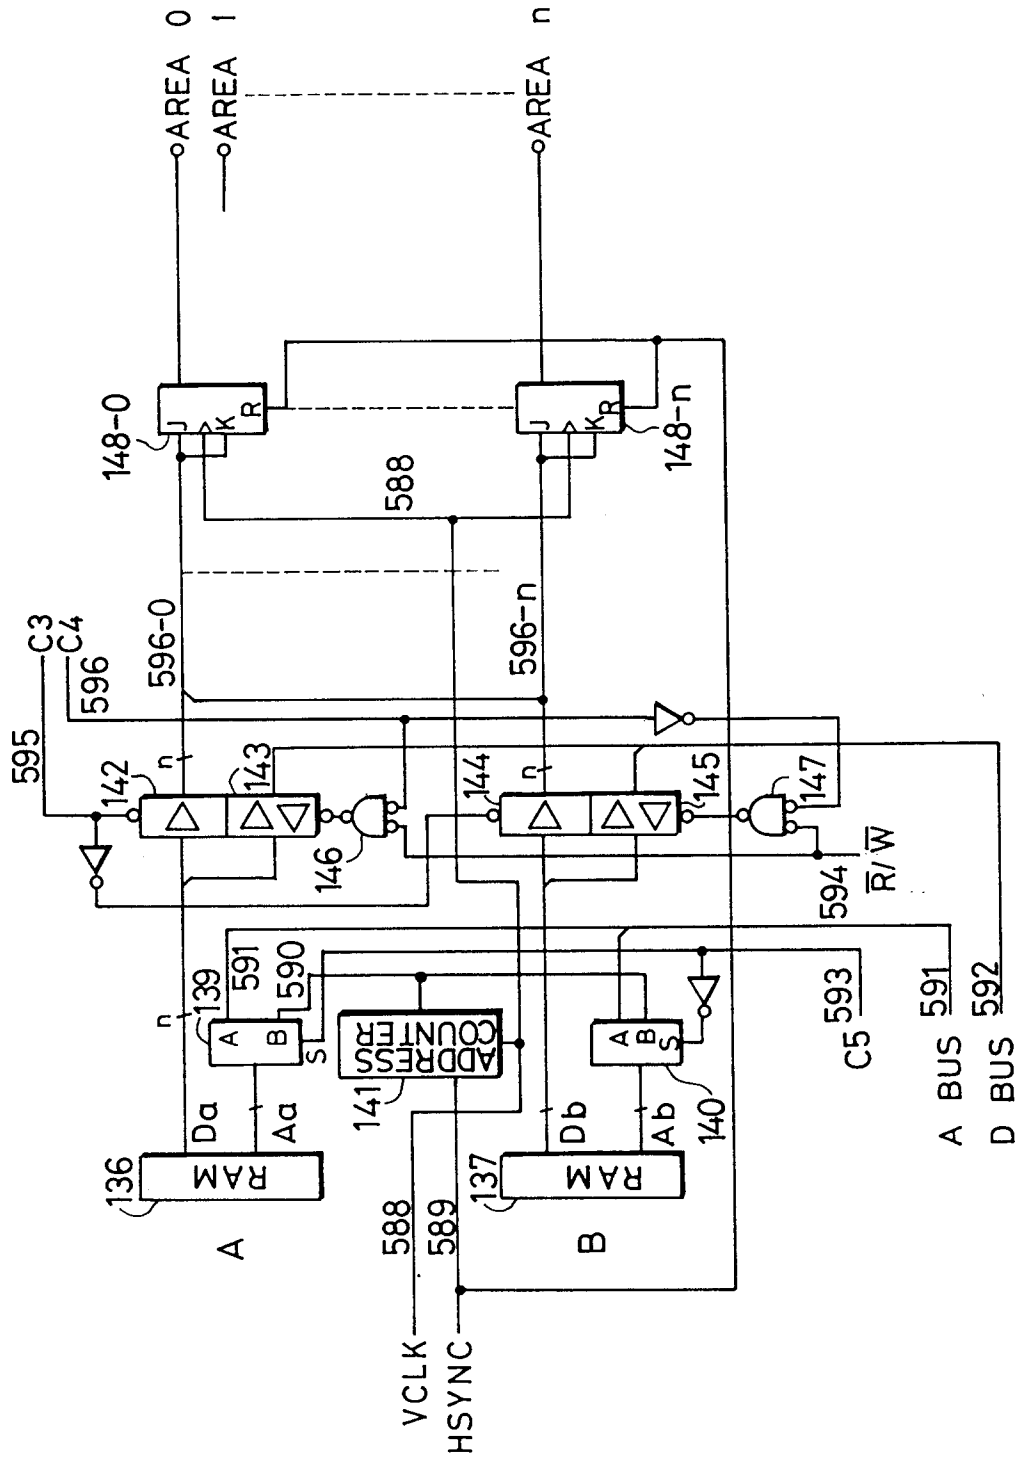 AREA 0
AREA 1
AREA n
148-0
J
K
R
148-n
J
K
R
588
C3
C4
595
596
596-0
596-n
n
142
143
146
n
144
145
147
594
R̅/W̅
n
139
591
590
A
B
S
ADDRESS
COUNTER
141
A
B
S
140
C5
593
A BUS
591
D BUS
592
136
Da
Aa
RAM
A
137
Db
Ab
RAM
B
588
589
VCLK
HSYNC